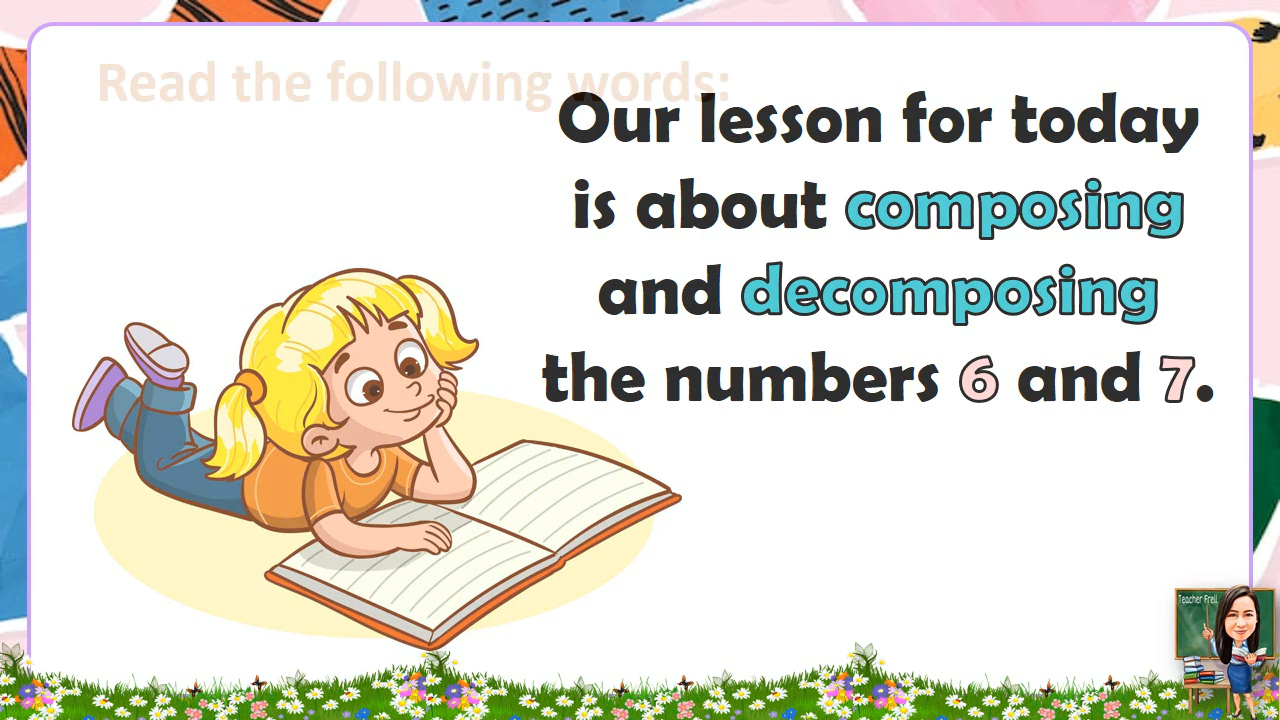 Read the following words:
Our lesson for today
is about composing
and decomposing
the numbers 6 and 7.
Teacher Frell